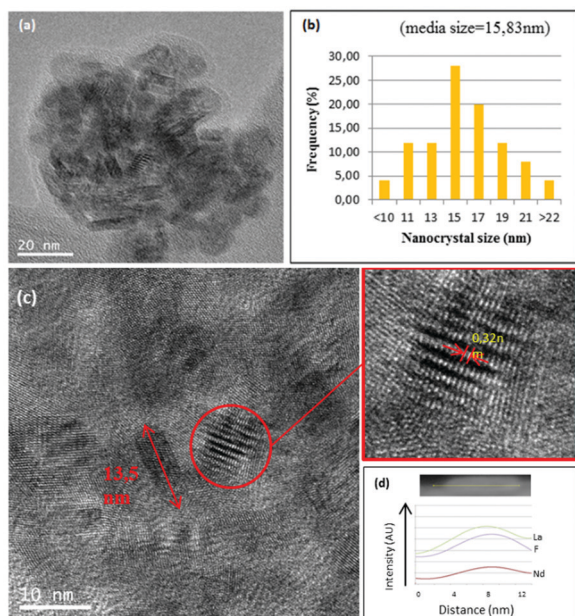 (a)
20 nm
(b)
(media size=15,83nm)
Frequency (%)
30,00
25,00
20,00
15,00
10,00
5,00
0,00
<10 11 13 15 17 19 21 >22
Nanocrystal size (nm)
(c)
13,5
nm
10 nm
0,32n
m
(d)
Intensity (AU)
La
F
Nd
0 4 8 12
Distance (nm)